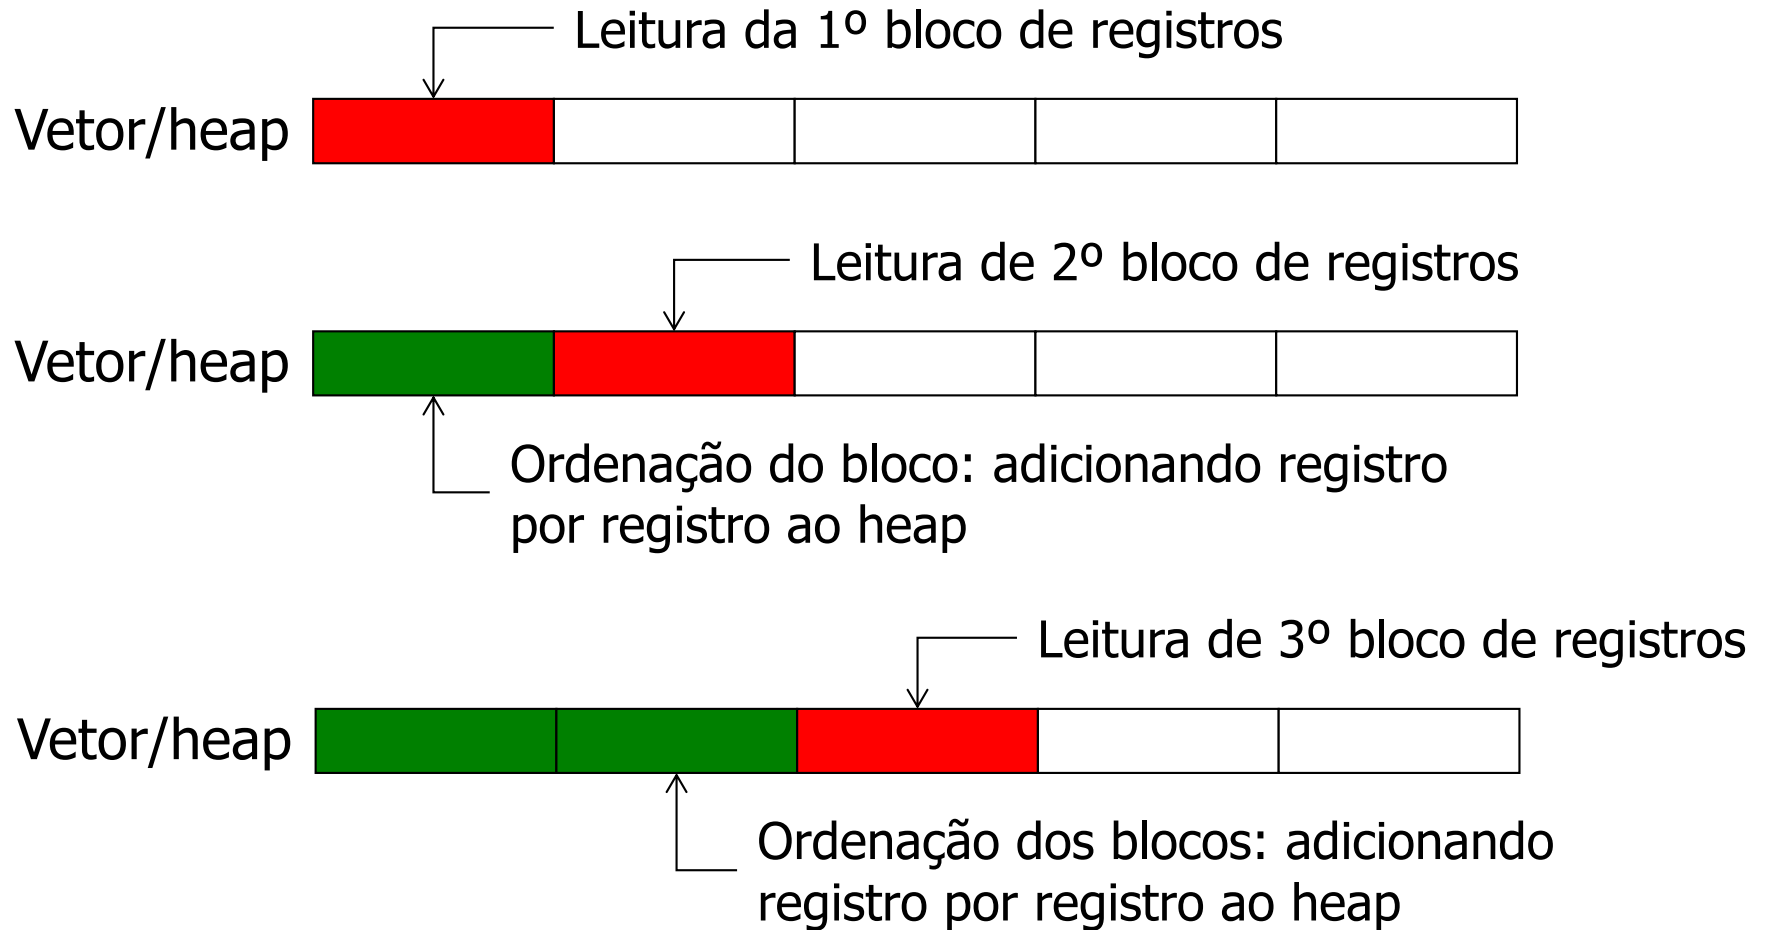 Leitura da 1º bloco de registros
Vetor/heap
Leitura de 2º bloco de registros
Vetor/heap
Ordenação do bloco: adicionando registro
por registro ao heap
Leitura de 3º bloco de registros
Vetor/heap
Ordenação dos blocos: adicionando
registro por registro ao heap